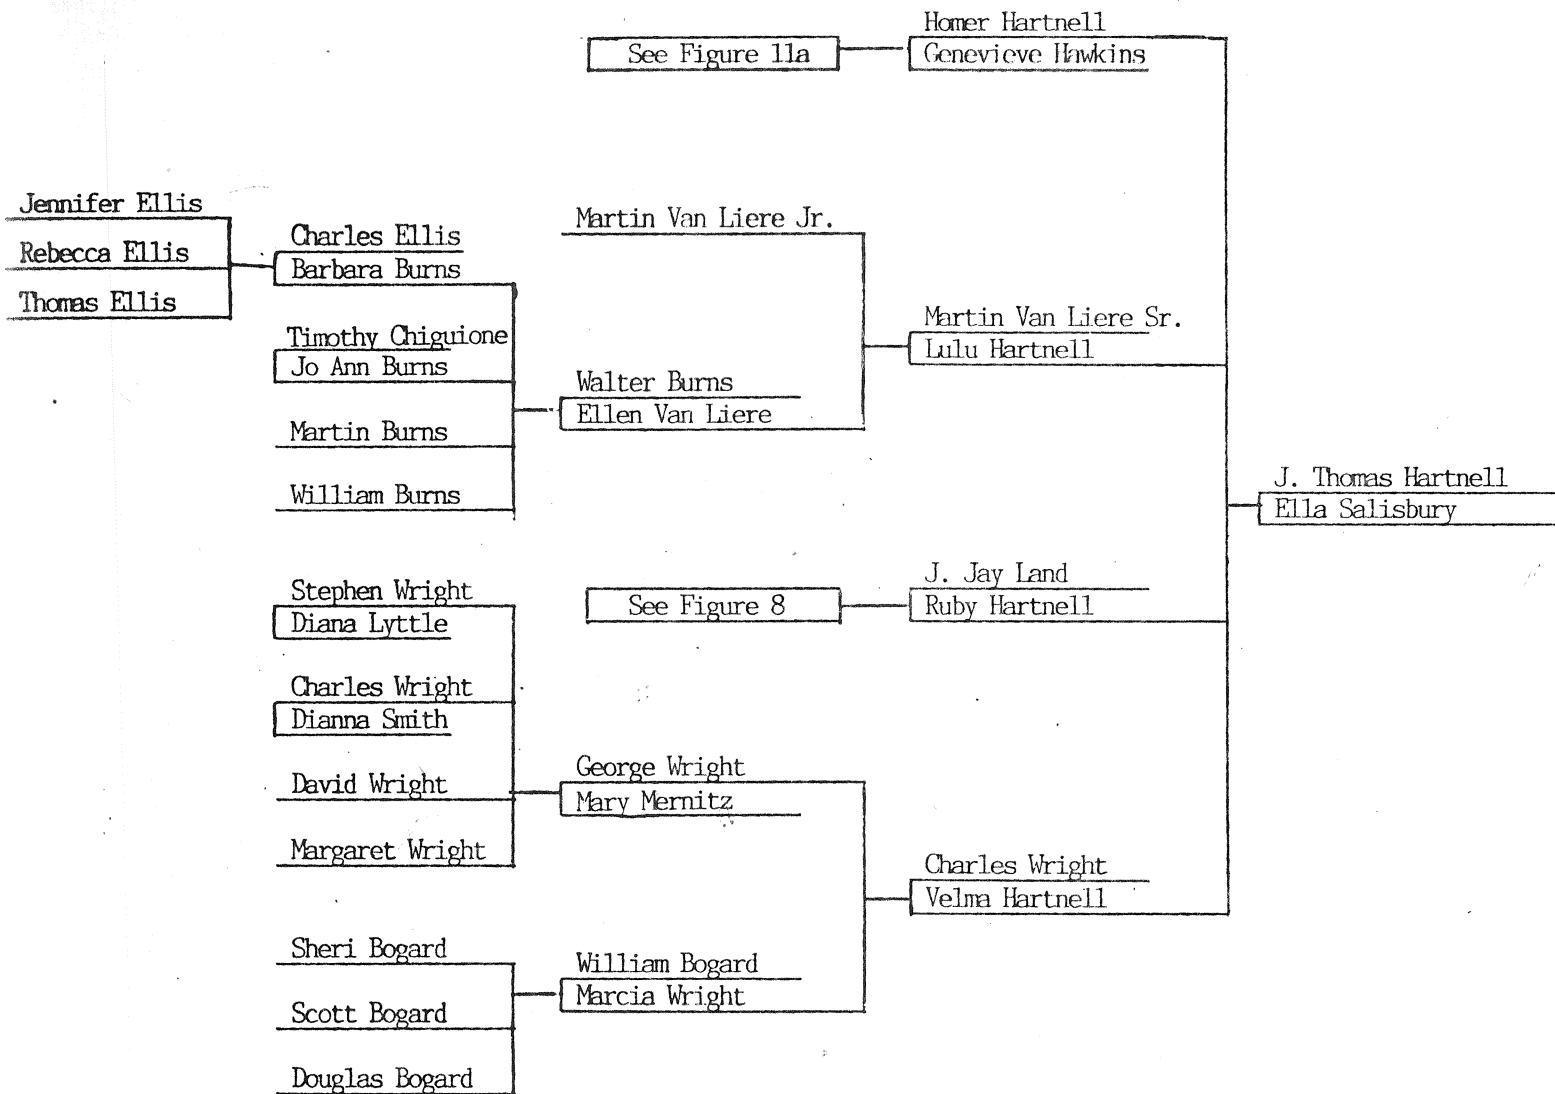 Homer Hartnell
See Figure 11a
Genevieve Hawkins
Jennifer Ellis
Rebecca Ellis
Thomas Ellis
Charles Ellis
Barbara Burns
Timothy Chiguione
Jo Ann Burns
Martin Burns
William Burns
Martin Van Liere Jr.
Walter Burns
Ellen Van Liere
Martin Van Liere Sr.
Lulu Hartnell
J. Thomas Hartnell
Ella Salisbury
See Figure 8
J. Jay Land
Ruby Hartnell
Stephen Wright
Diana Lyttle
Charles Wright
Dianna Smith
David Wright
Margaret Wright
George Wright
Mary Mernitz
Charles Wright
Velma Hartnell
Sheri Bogard
Scott Bogard
Douglas Bogard
William Bogard
Marcia Wright